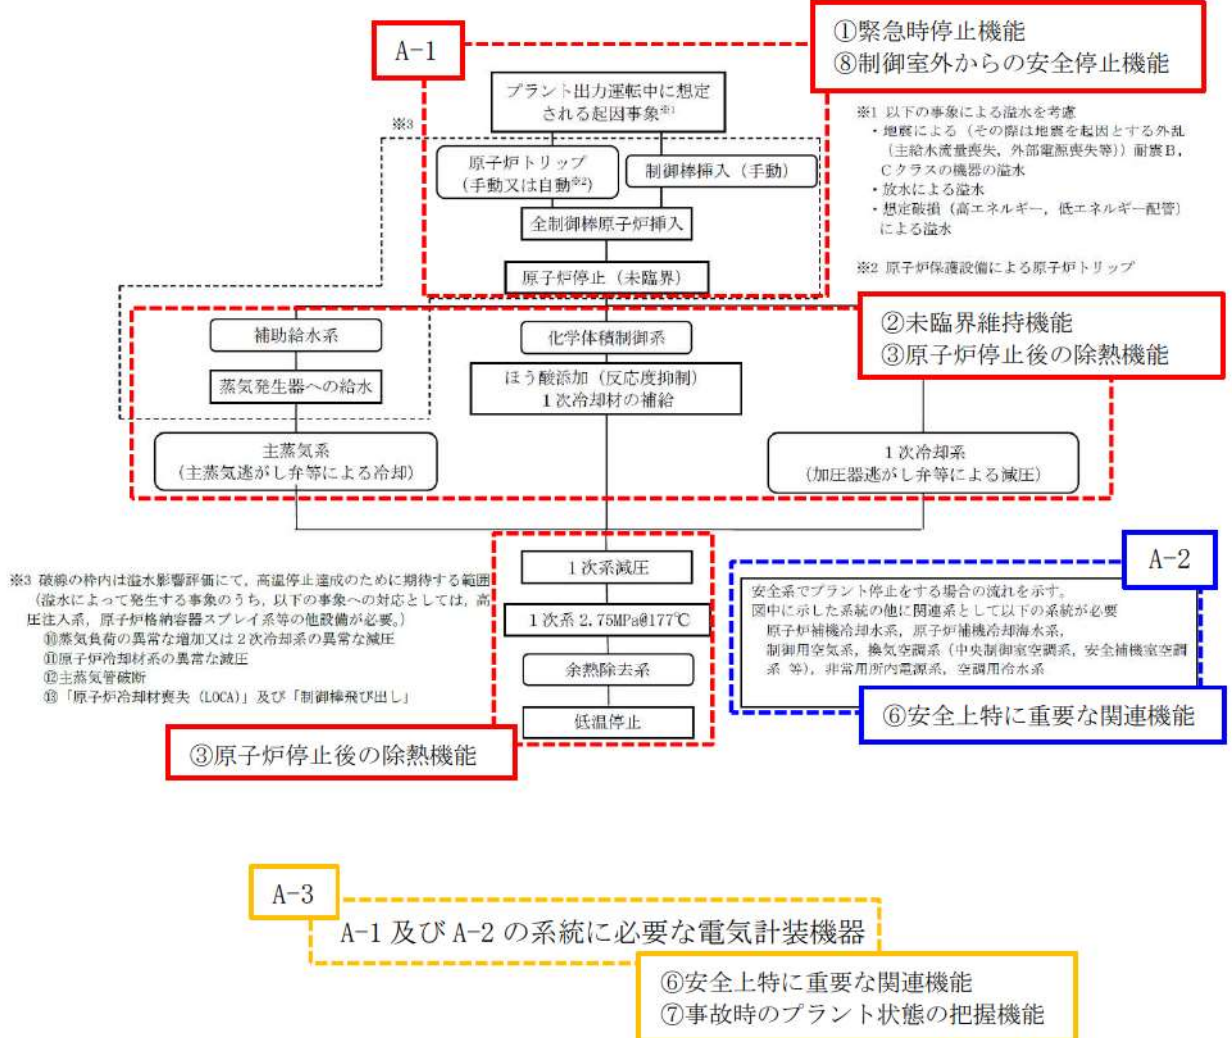 A-1
①緊急時停止機能
⑧制御室外からの安全停止機能
プラント出力運転中に想定
される起因事象※1
※3
原子炉トリップ
(手動又は自動※2)
制御棒挿入（手動）
全制御棒原子炉挿入
原子炉停止（未臨界）
※1 以下の事象による溢水を考慮
・地震による（その際は地震を起因とする外乱
（主給水流量喪失，外部電源喪失等））耐震Ｂ，
Ｃクラスの機器の溢水
・放水による溢水
・想定破損（高エネルギー，低エネルギー配管）
による溢水
※2 原子炉保護設備による原子炉トリップ
②未臨界維持機能
③原子炉停止後の除熱機能
補助給水系
蒸気発生器への給水
主蒸気系
(主蒸気逃がし弁等による冷却)
化学体積制御系
ほう酸添加（反応度抑制）
１次冷却材の補給
１次冷却系
(加圧器逃がし弁等による減圧)
※3 破線の枠内は溢水影響評価にて，高温停止達成のために期待する範囲
（溢水によって発生する事象のうち，以下の事象への対応としては，高
圧注入系，原子炉格納容器スプレイ系等の他設備が必要。）
⑩蒸気負荷の異常な増加又は２次冷却系の異常な減圧
⑪原子炉冷却材系の異常な減圧
⑫主蒸気管破断
⑬「原子炉冷却材喪失（LOCA）」及び「制御棒飛び出し」
１次系減圧
１次系 2.75MPa@177℃
余熱除去系
低温停止
③原子炉停止後の除熱機能
A-2
安全系でプラント停止をする場合の流れを示す。
図中に示した系統の他に関連系として以下の系統が必要
原子炉補機冷却水系，原子炉補機冷却海水系，
制御用空気系，換気空調系（中央制御室空調系，安全補機室空調
系 等），非常用所内電源系，空調用冷水系
⑥安全上特に重要な関連機能
A-3
A-1 及び A-2 の系統に必要な電気計装機器
⑥安全上特に重要な関連機能
⑦事故時のプラント状態の把握機能